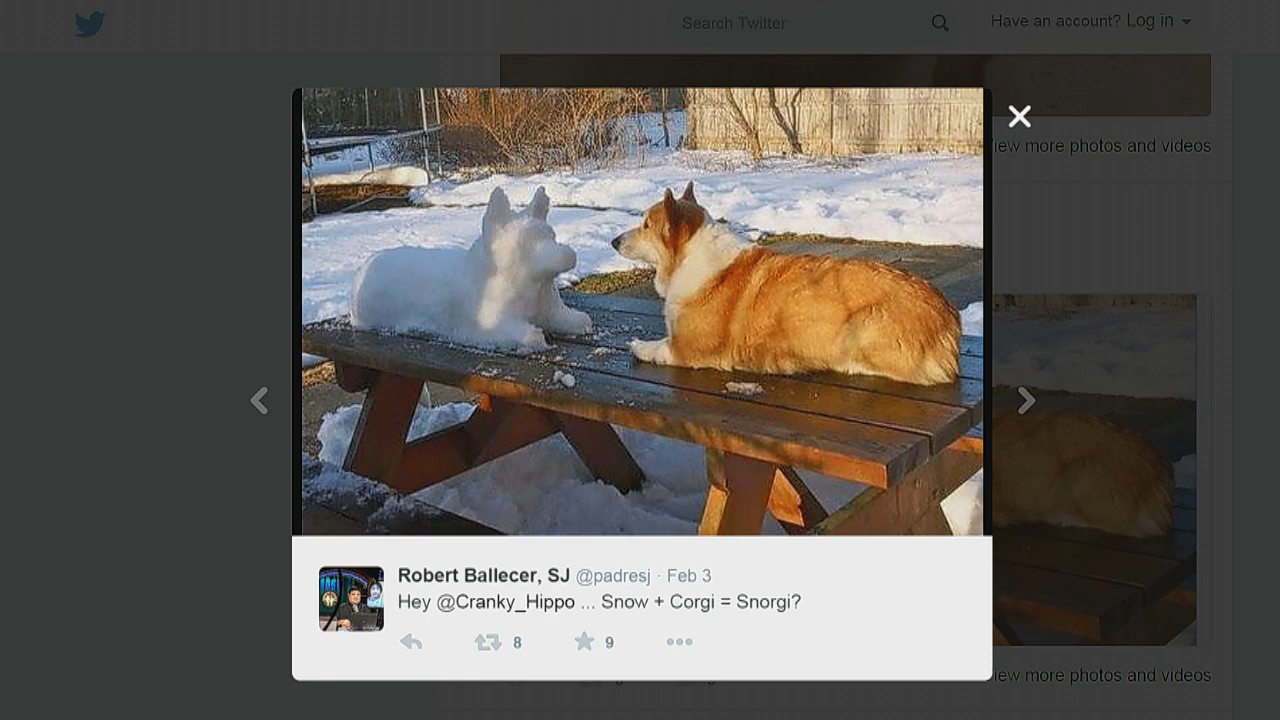 Search Twitter
Have an account? Log in
iew more photos and videos
Robert Ballecer, SJ @padresj · Feb 3
Hey @Cranky_Hippo ... Snow + Corgi = Snorgi?
8 9
iew more photos and videos